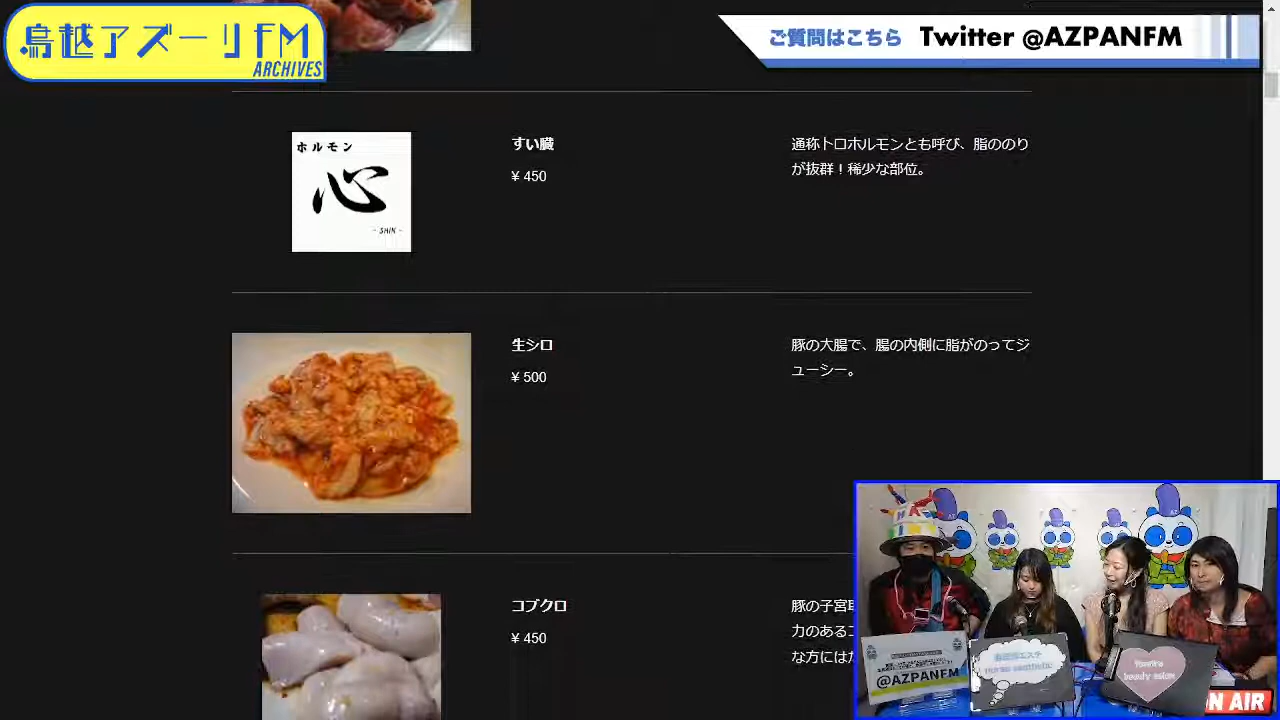 鳥越アズーリFM
ARCHIVES
ご質問はこちら Twitter @AZPANFM
ホルモン
心
- SHIN -
すい臓
¥ 450
通称トロホルモンとも呼び、脂ののり
が抜群！稀少な部位。
生シロ
¥ 500
豚の大腸で、腸の内側に脂がのってジ
ューシー。
コブクロ
¥ 450
豚の子宮
力のある
な方には
@AZPANFM
beauty salon
N AIR